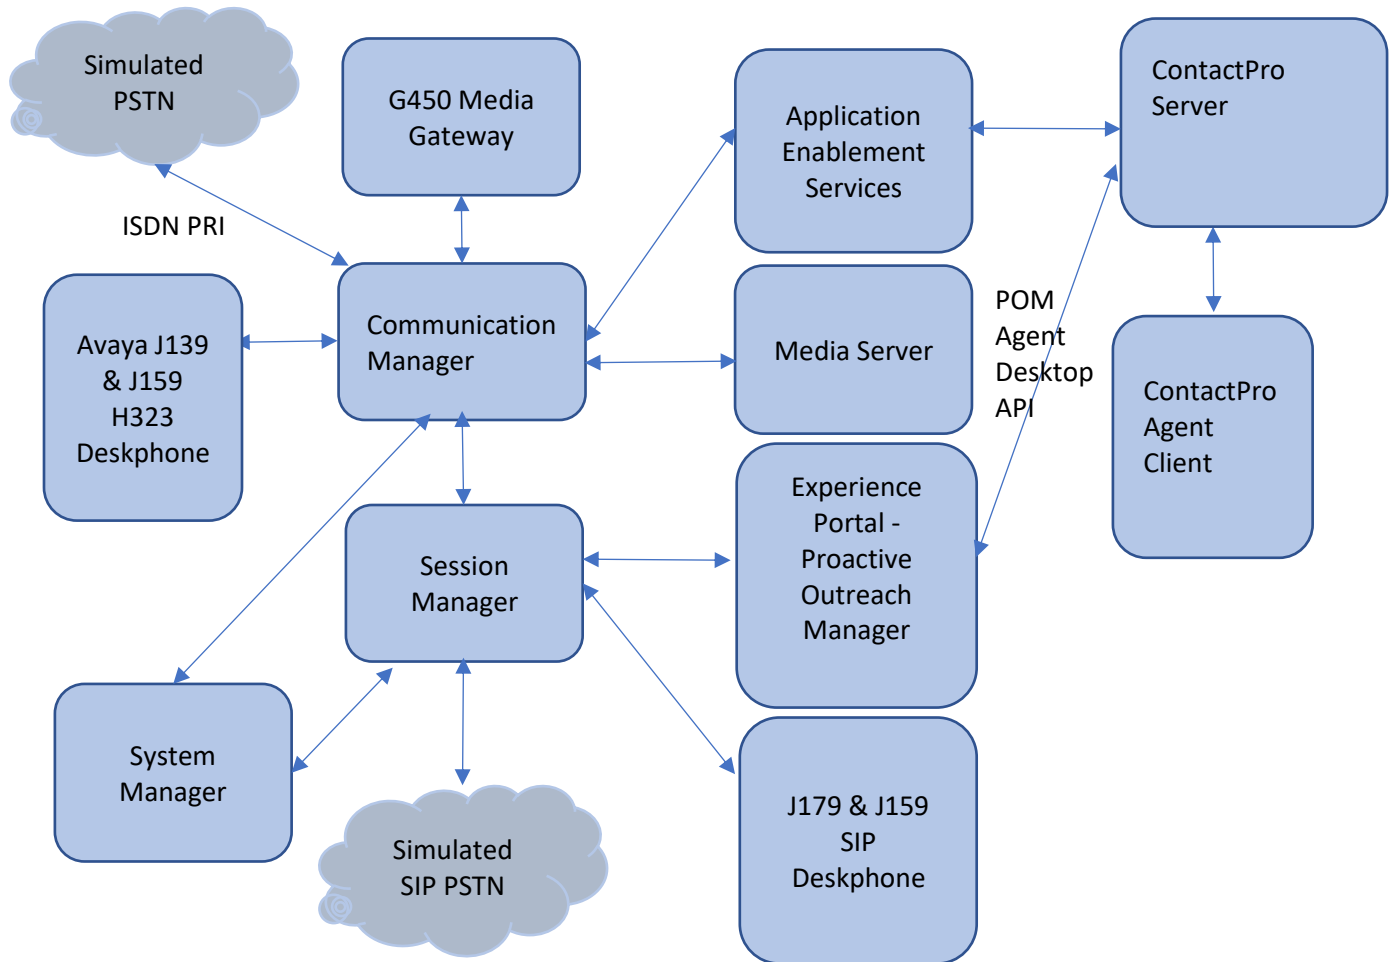 Simulated
PSTN
G450 Media
Gateway
Application
Enablement
Services
ContactPro
Server
ISDN PRI
Avaya J139
& J159
H323
Deskphone
Communication
Manager
Media Server
POM
Agent
Desktop
API
ContactPro
Agent
Client
Session
Manager
Experience
Portal -
Proactive
Outreach
Manager
System
Manager
Simulated
SIP PSTN
J179 & J159
SIP
Deskphone